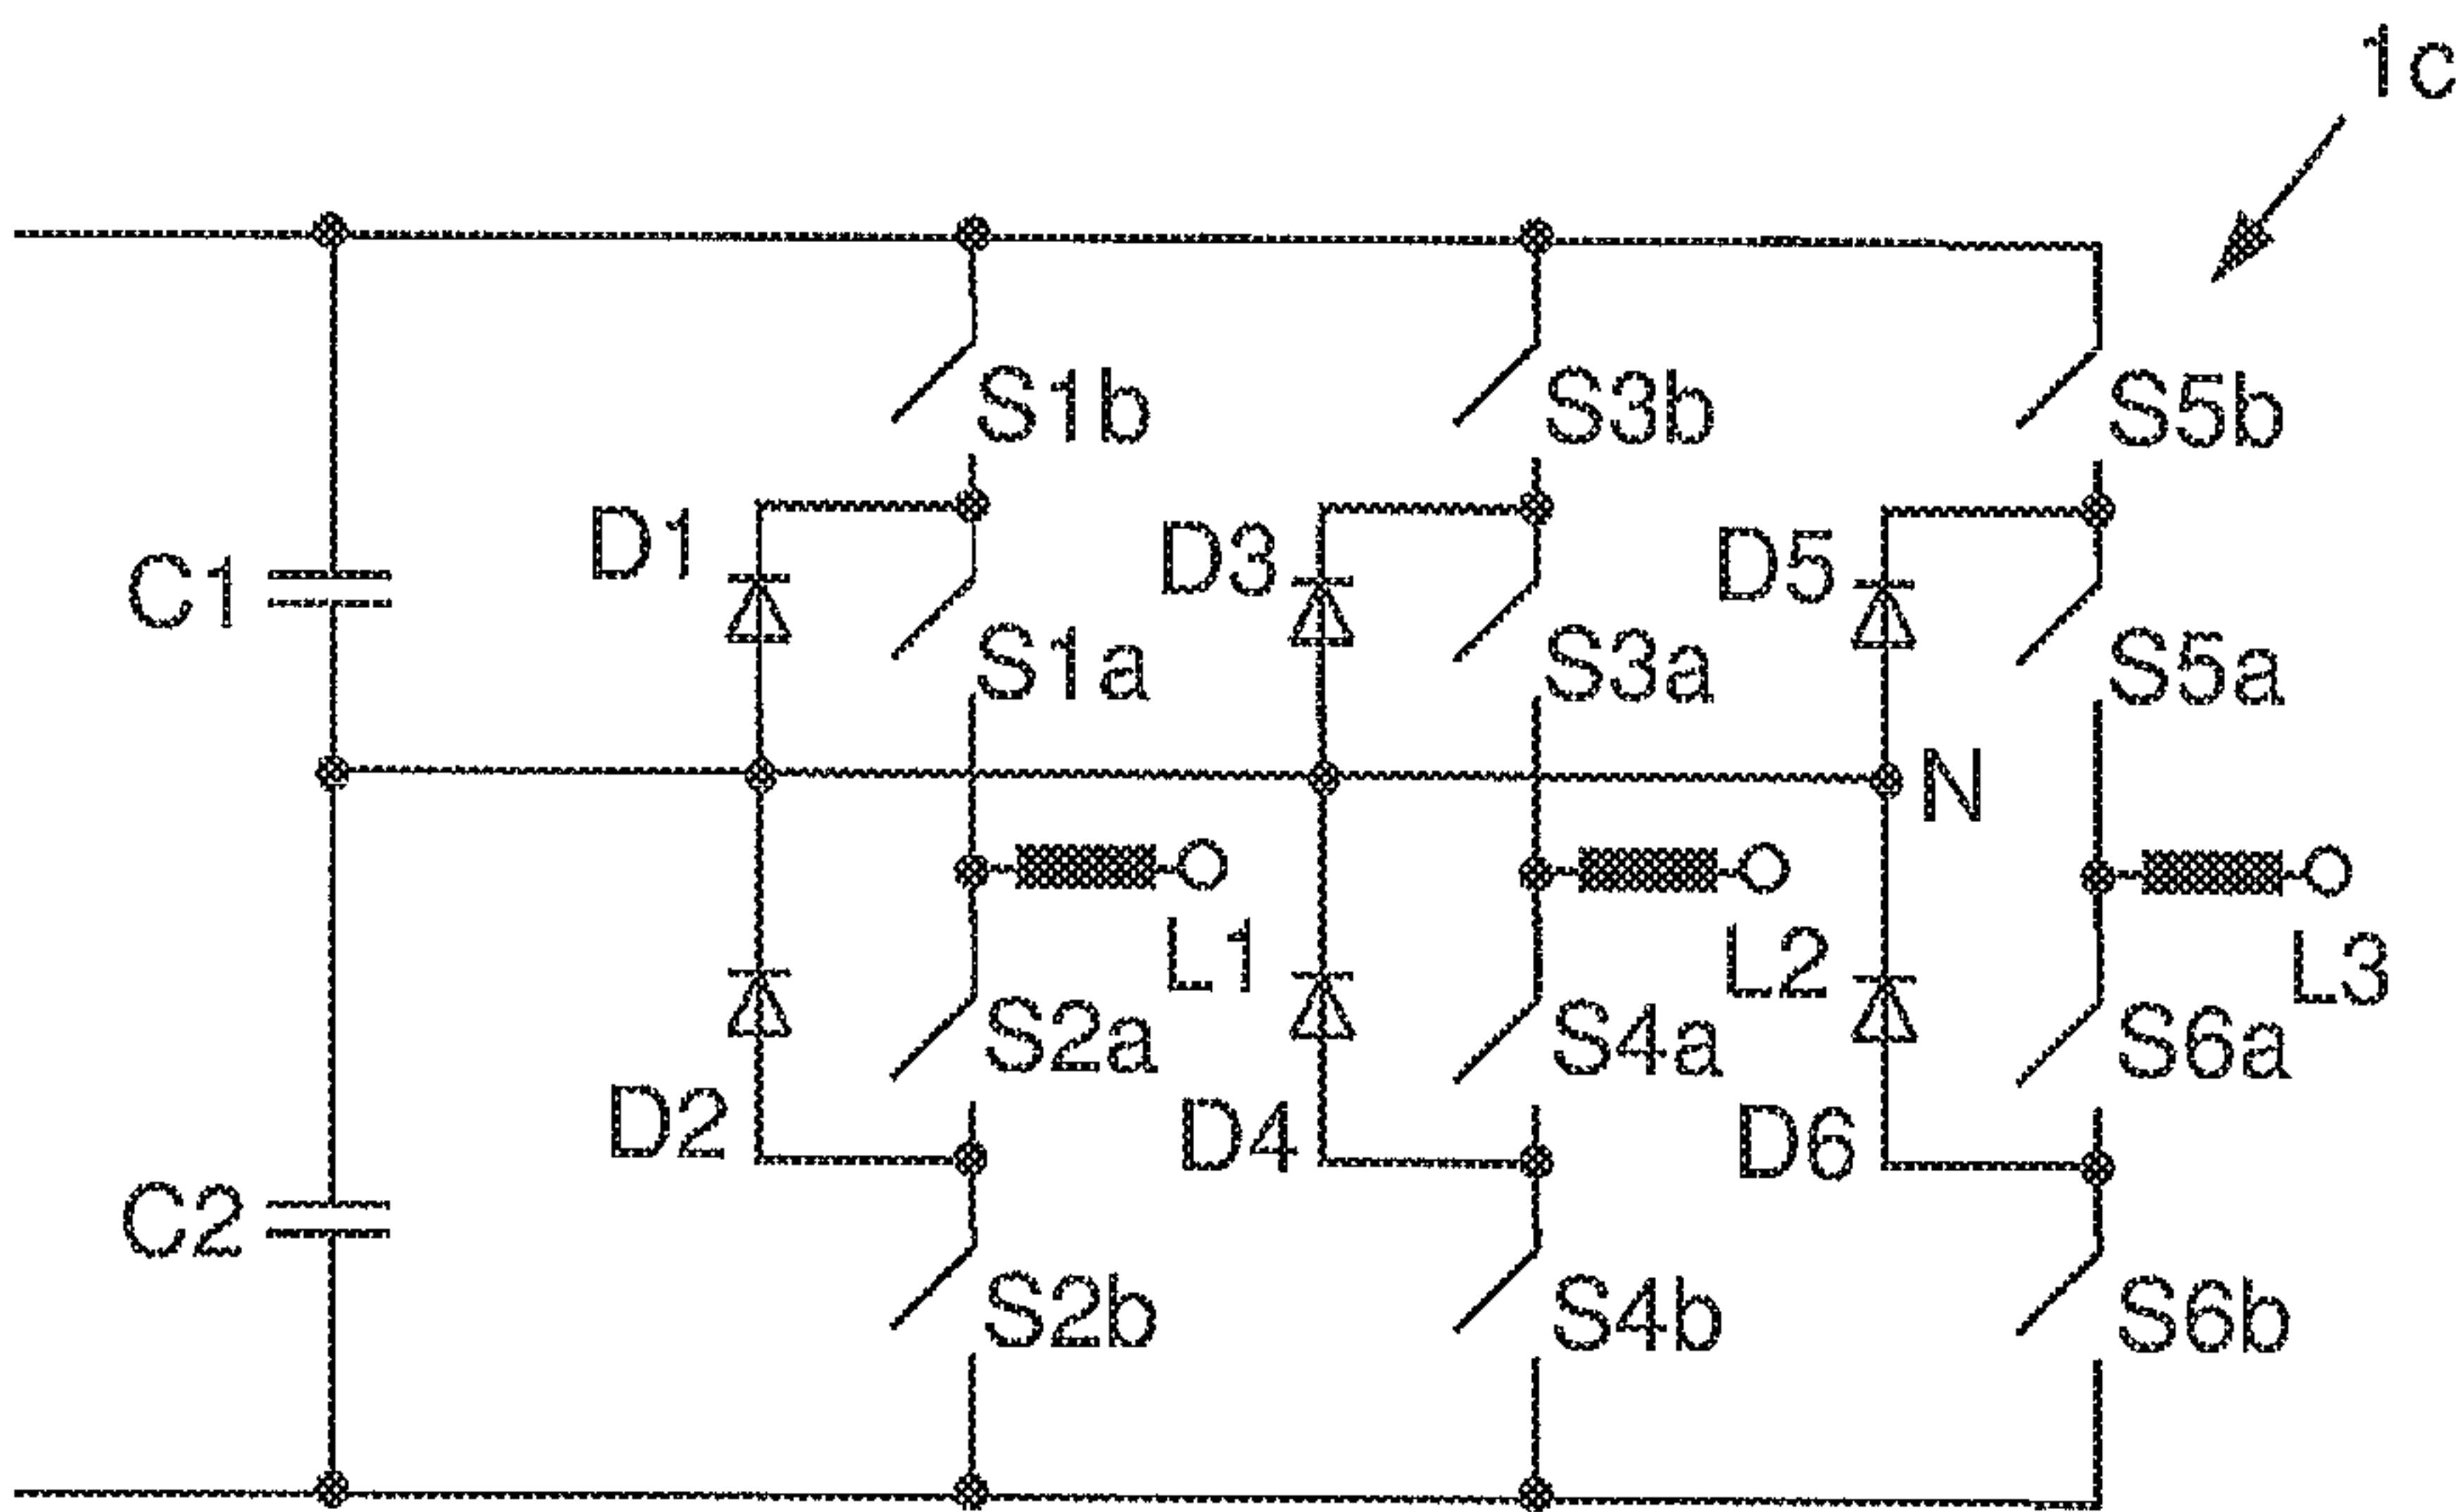 1c
S1b
S3b
S5b
D1
D3
D5
C1
S1a
S3a
S5a
N
L1
L2
L3
S2a
S4a
S6a
D2
D4
D6
C2
S2b
S4b
S6b